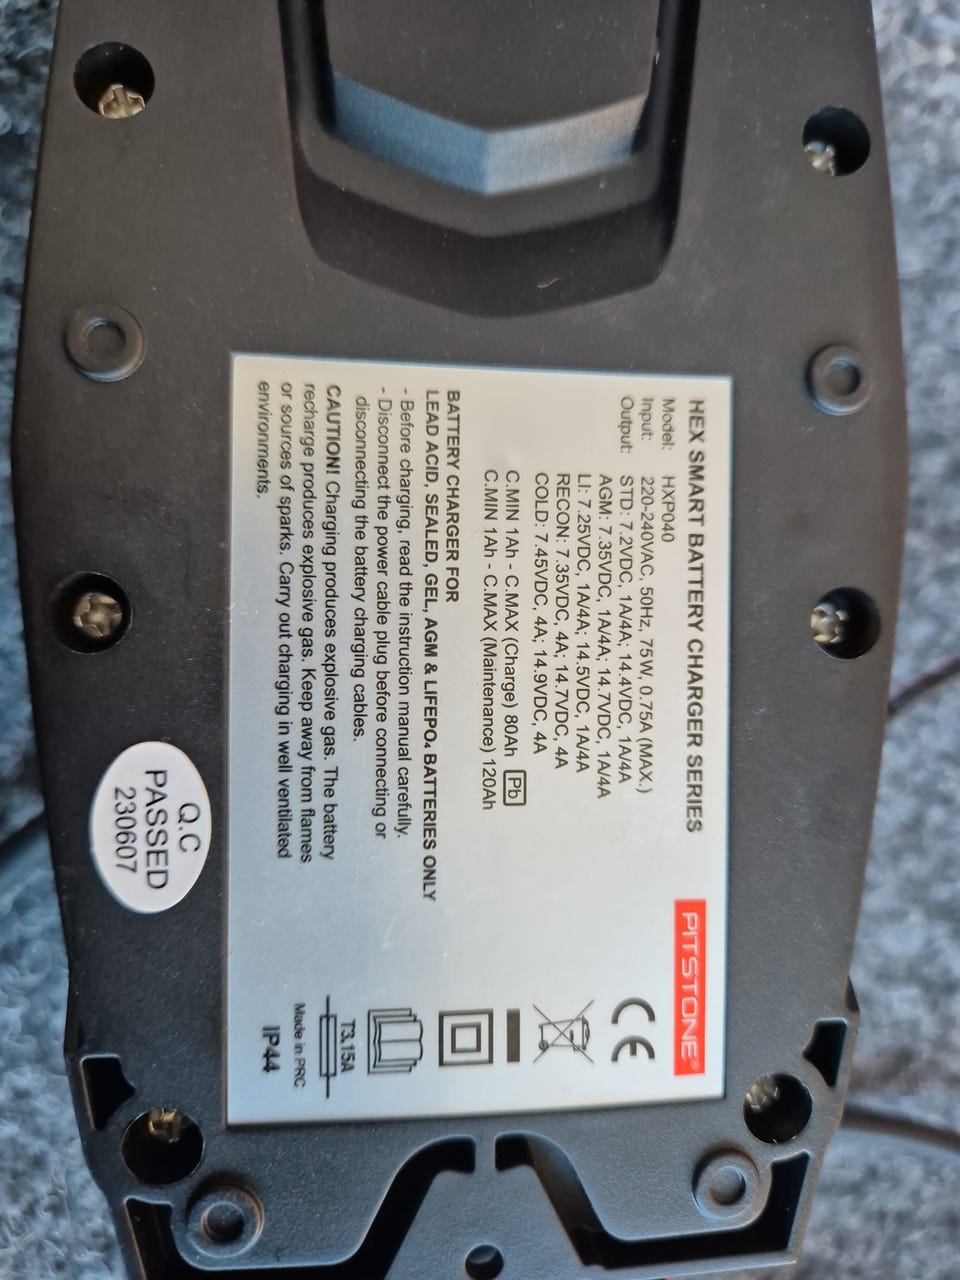 HEX SMART BATTERY CHARGER SERIES
PITSTONE®
Model: HXP040
Input: 220-240VAC, 50Hz, 75W, 0.75A (MAX.)
Output: STD: 7.2VDC, 1A/4A; 14.4VDC, 1A/4A
AGM: 7.35VDC, 1A/4A; 14.7VDC, 1A/4A
LI: 7.25VDC, 1A/4A; 14.5VDC, 1A/4A
RECON: 7.35VDC, 4A; 14.7VDC, 4A
COLD: 7.45VDC, 4A; 14.9VDC, 4A
C.MIN 1Ah - C.MAX (Charge) 80Ah Pb
C.MIN 1Ah - C.MAX (Maintenance) 120Ah
BATTERY CHARGER FOR
LEAD ACID, SEALED, GEL, AGM & LIFEPO₄ BATTERIES ONLY
- Before charging, read the instruction manual carefully.
- Disconnect the power cable plug before connecting or
disconnecting the battery charging cables.
CAUTION! Charging produces explosive gas. The battery
recharge produces explosive gas. Keep away from flames
or sources of sparks. Carry out charging in well ventilated
environments.
CE
T3.15A
Made in PRC
IP44
Q.C
PASSED
230607